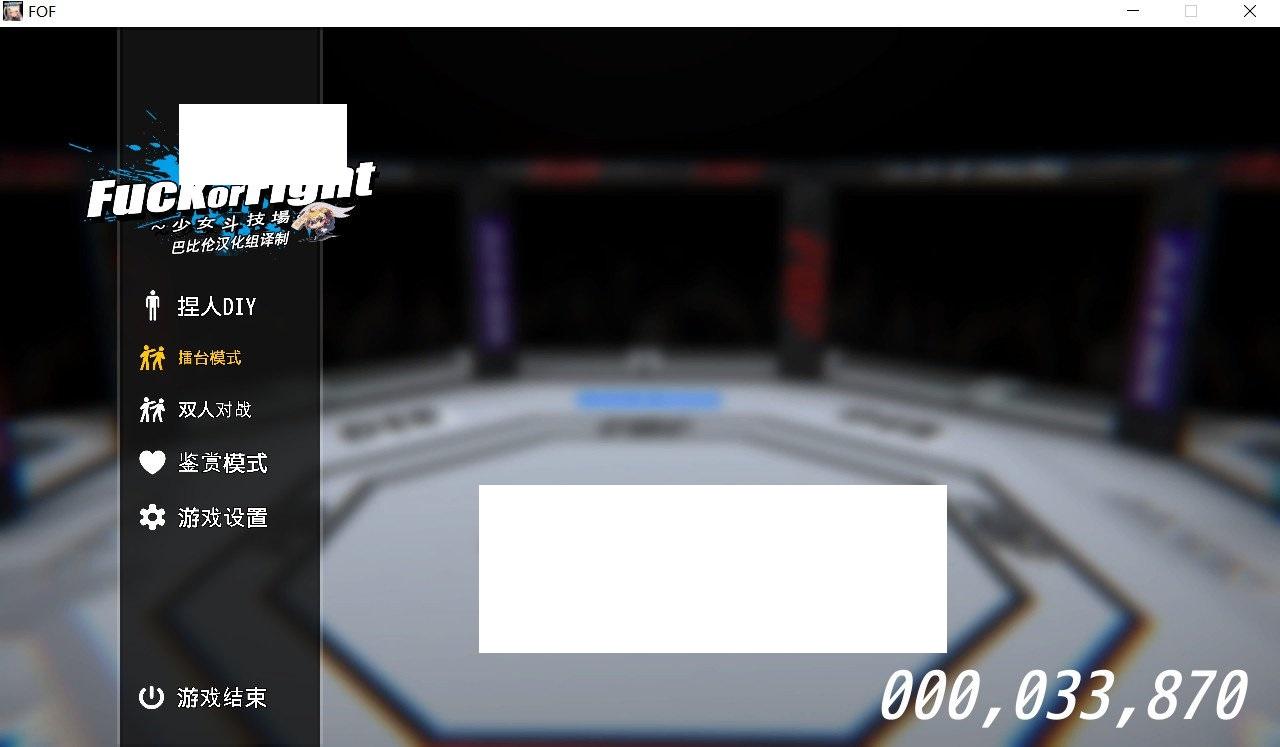 FOF
FuckorFight
～少女斗技場
巴比伦汉化组译制
捏人DIY
擂台模式
双人对战
鉴赏模式
游戏设置
游戏结束
000,033,870